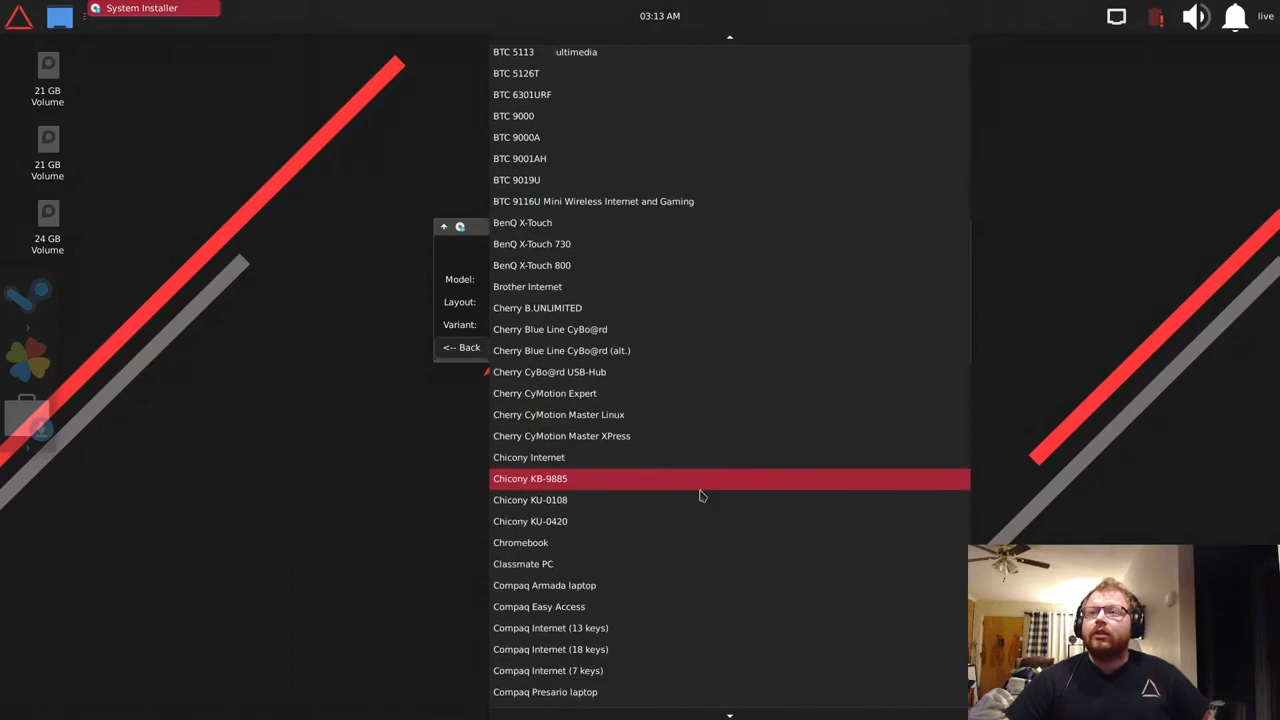 System Installer
03:13 AM
live
21 GB
Volume
21 GB
Volume
24 GB
Volume
Model:
Layout:
Variant:
<-- Back
BTC 5113 ultimedia
BTC 5126T
BTC 6301URF
BTC 9000
BTC 9000A
BTC 9001AH
BTC 9019U
BTC 9116U Mini Wireless Internet and Gaming
BenQ X-Touch
BenQ X-Touch 730
BenQ X-Touch 800
Brother Internet
Cherry B.UNLIMITED
Cherry Blue Line CyBo@rd
Cherry Blue Line CyBo@rd (alt.)
Cherry CyBo@rd USB-Hub
Cherry CyMotion Expert
Cherry CyMotion Master Linux
Cherry CyMotion Master XPress
Chicony Internet
Chicony KB-9885
Chicony KU-0108
Chicony KU-0420
Chromebook
Classmate PC
Compaq Armada laptop
Compaq Easy Access
Compaq Internet (13 keys)
Compaq Internet (18 keys)
Compaq Internet (7 keys)
Compaq Presario laptop